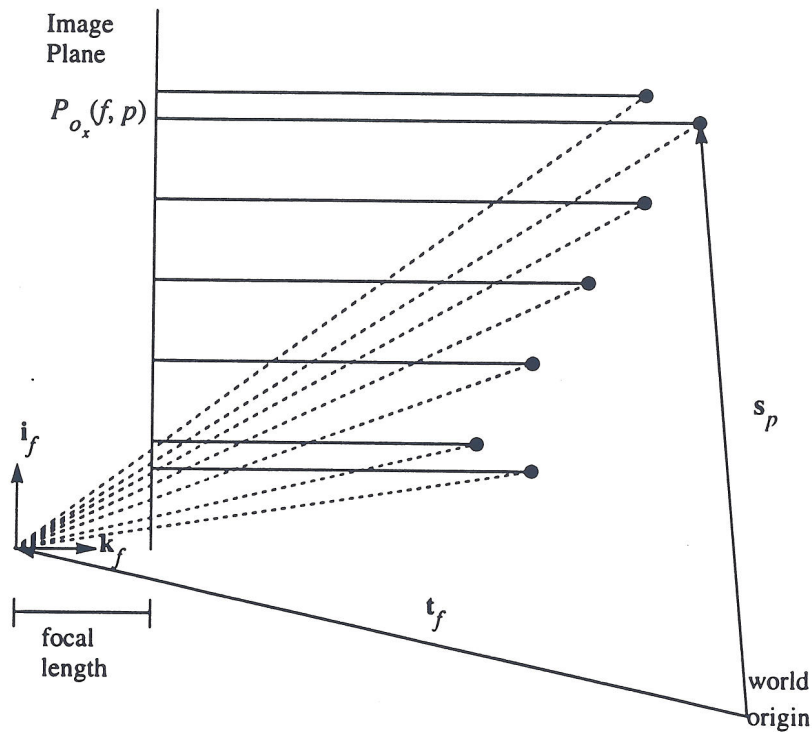 Image
Plane
P_{o_x}(f, p)
i_f
s_p
k_f
t_f
focal
length
world
origin